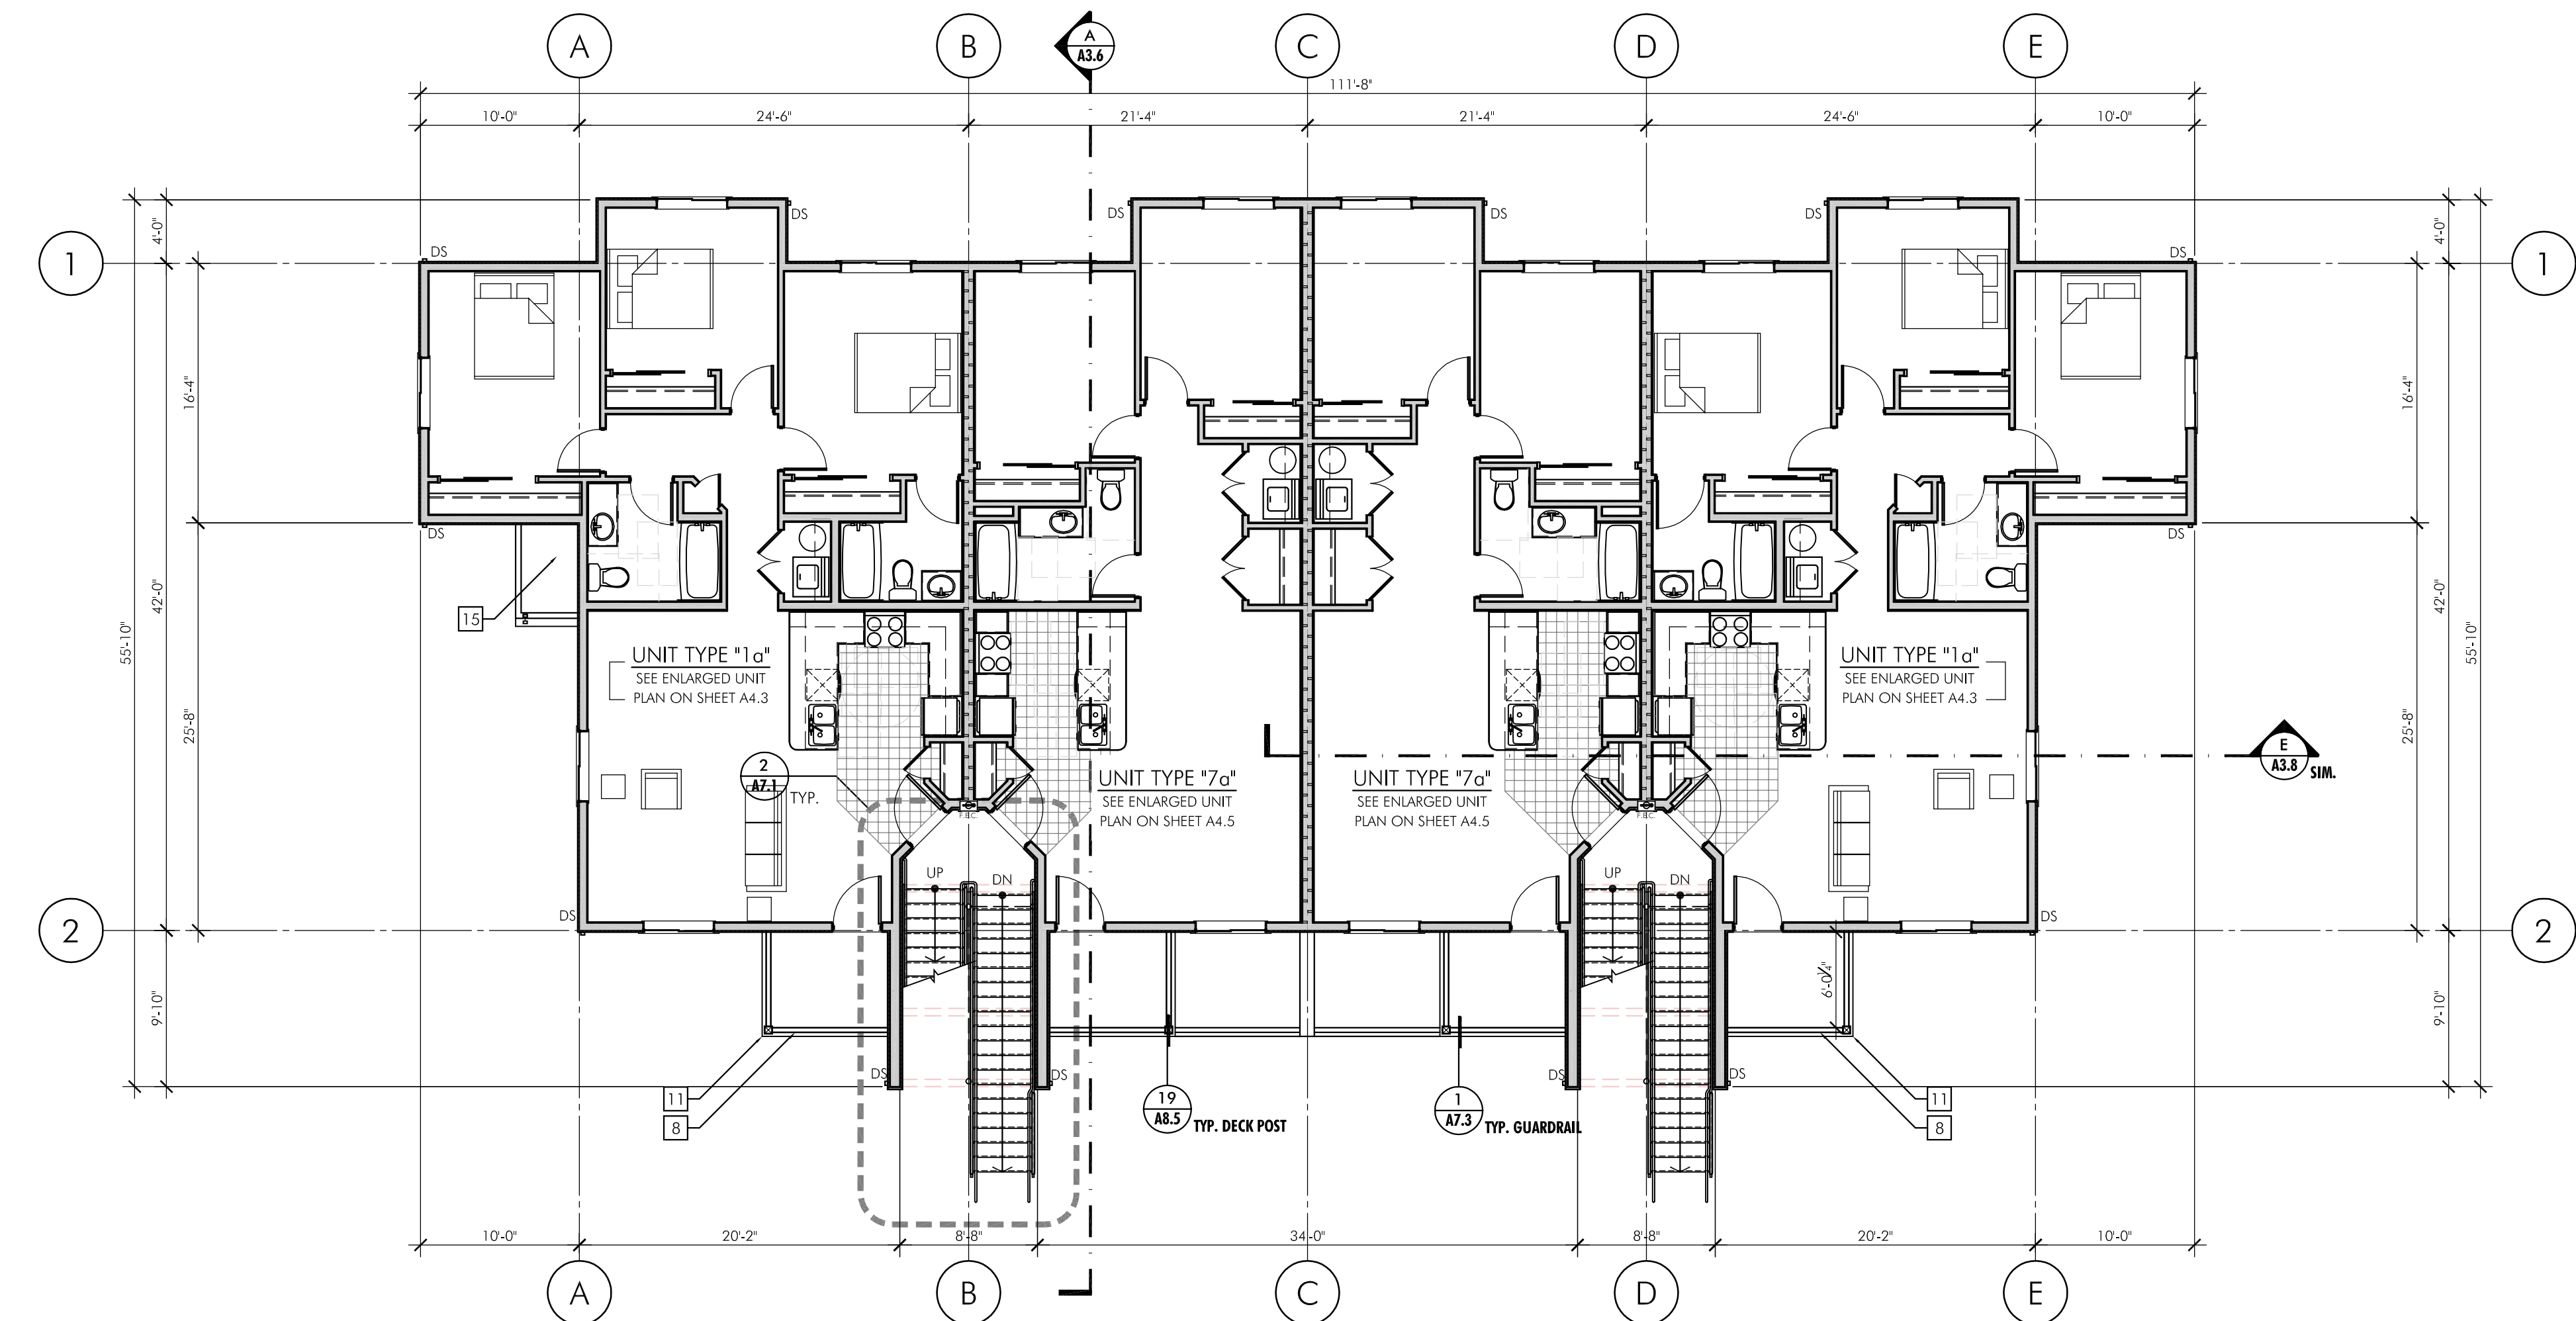 A
B
A
A3.6
C
D
E
111'-8"
10'-0"
24'-6"
21'-4"
21'-4"
24'-6"
10'-0"
DS
DS
DS
DS
4'-0"
4'-0"
1
DS
DS
1
16'-4"
16'-4"
DS
DS
42'-0"
42'-0"
15
55'-10"
55'-10"
UNIT TYPE "1a"
SEE ENLARGED UNIT
PLAN ON SHEET A4.3
UNIT TYPE "1a"
SEE ENLARGED UNIT
PLAN ON SHEET A4.3
25'-8"
25'-8"
E
A3.8
SIM.
2
A7.1
TYP.
UNIT TYPE "7a"
SEE ENLARGED UNIT
PLAN ON SHEET A4.5
UNIT TYPE "7a"
SEE ENLARGED UNIT
PLAN ON SHEET A4.5
F.E.C.
F.E.C.
UP
DN
UP
DN
DS
DS
2
2
6'-0¼"
9'-10"
9'-10"
DS
DS
DS
DS
11
8
19
A8.5
TYP. DECK POST
1
A7.3
TYP. GUARDRAIL
11
8
10'-0"
20'-2"
8'-8"
34'-0"
8'-8"
20'-2"
10'-0"
A
B
C
D
E